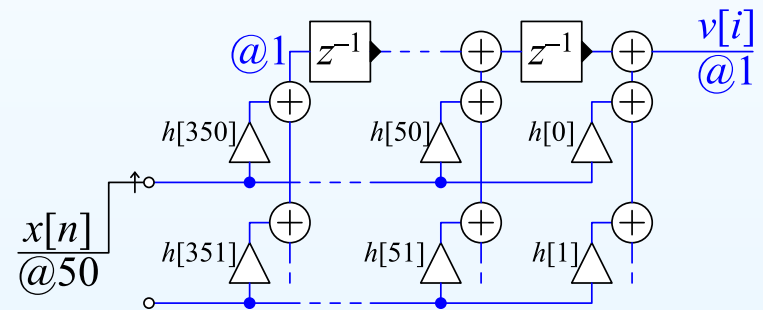 @1 z⁻¹ + z⁻¹ + v[i]
@1
h[350] + h[50] + h[0] +
x[n]
@50
h[351] + h[51] + h[1] +